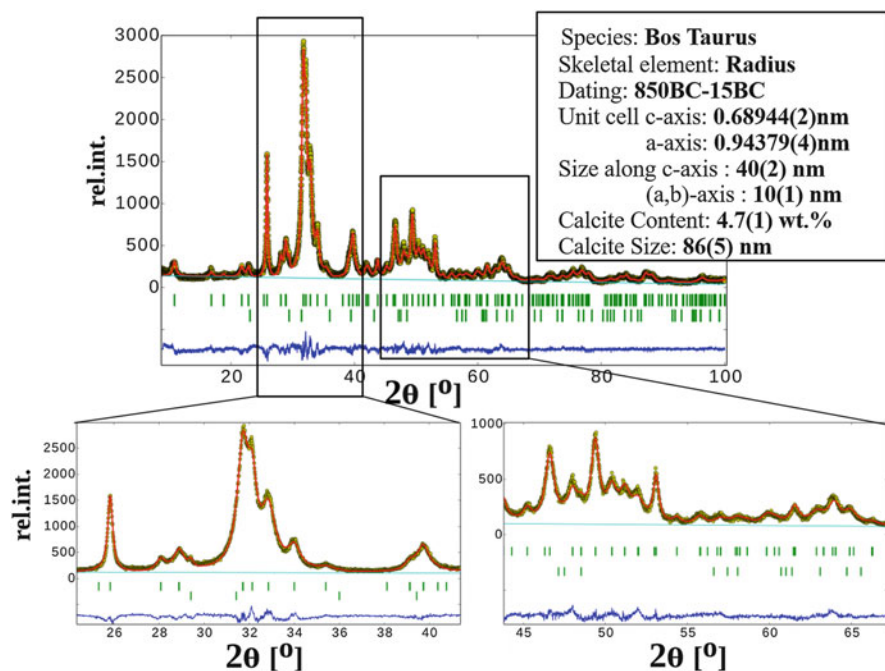 Species: Bos Taurus
Skeletal element: Radius
Dating: 850BC-15BC
Unit cell c-axis: 0.68944(2)nm
a-axis: 0.94379(4)nm
Size along c-axis : 40(2) nm
(a,b)-axis : 10(1) nm
Calcite Content: 4.7(1) wt.%
Calcite Size: 86(5) nm
rel.int.
3000
2500
2000
1500
1000
500
0
20 40 60 80 100
2θ [º]
rel.int.
2500
2000
1500
1000
500
0
26 28 30 32 34 36 38 40
2θ [º]
1000
500
0
45 50 55 60 65
2θ [º]